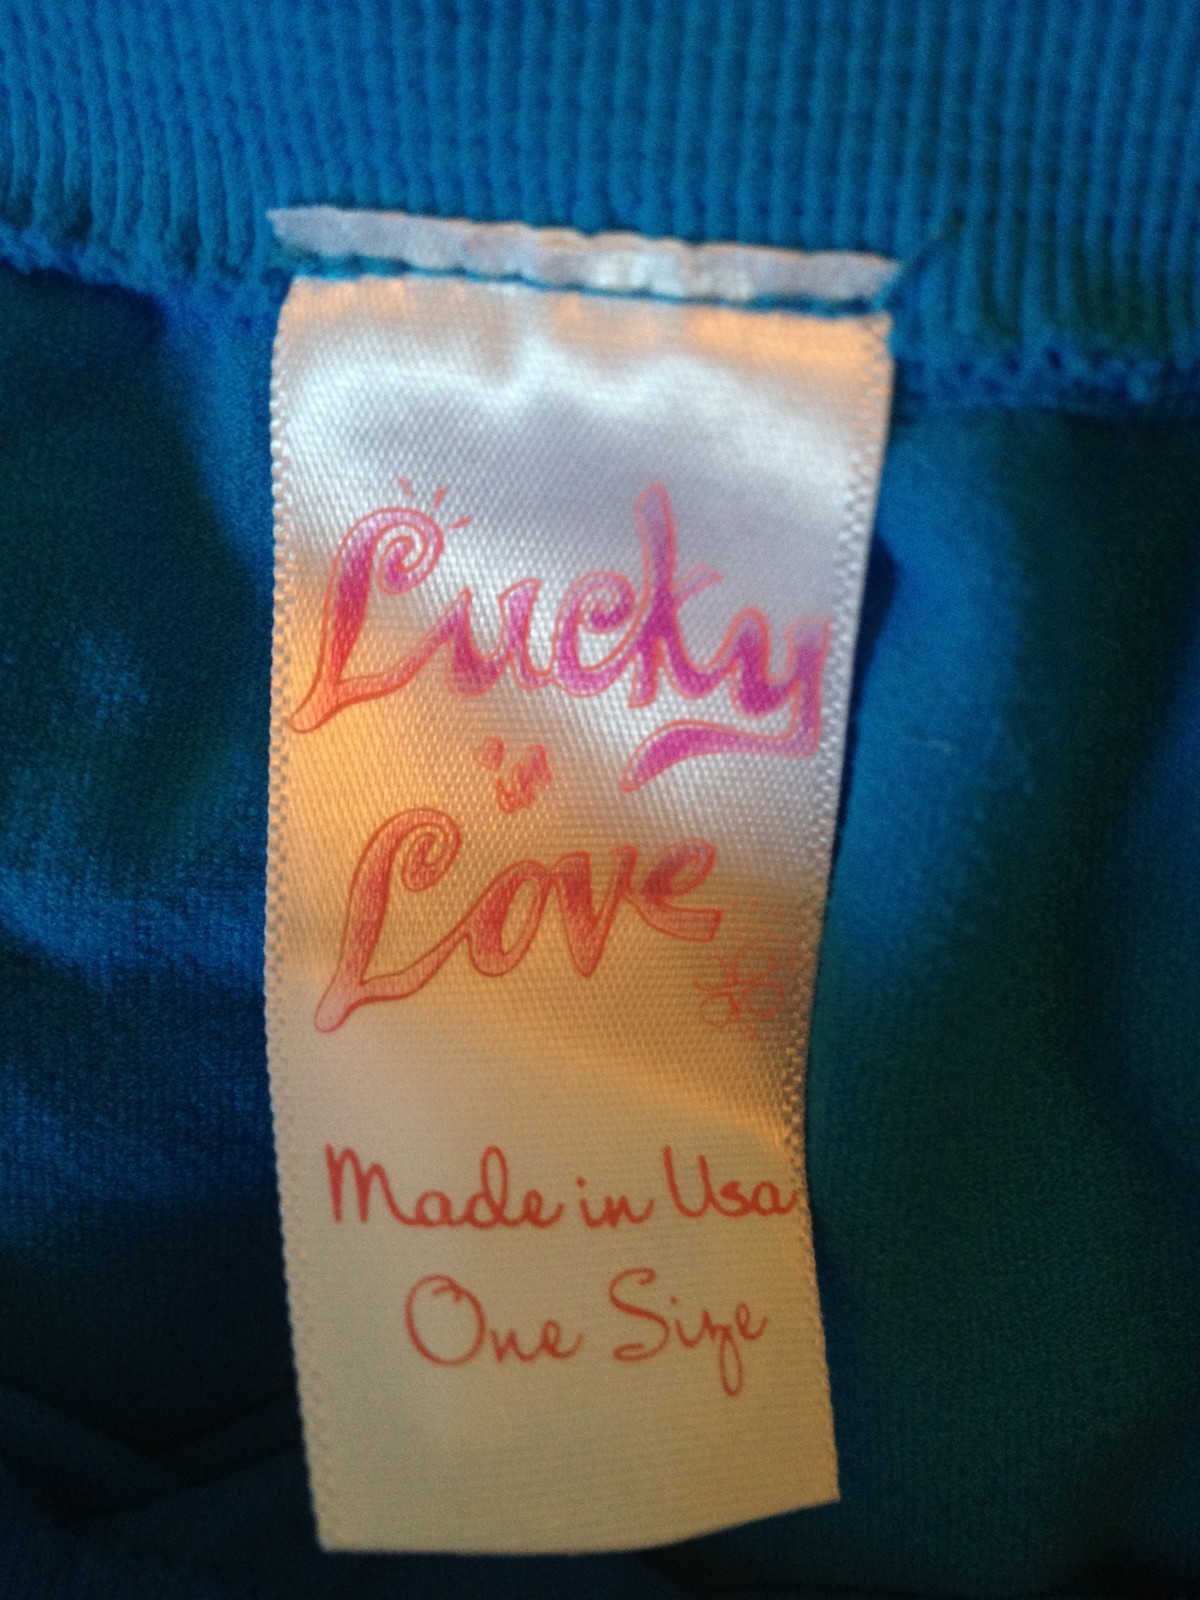 Lucky
in
Love
Made in Usa
One Size